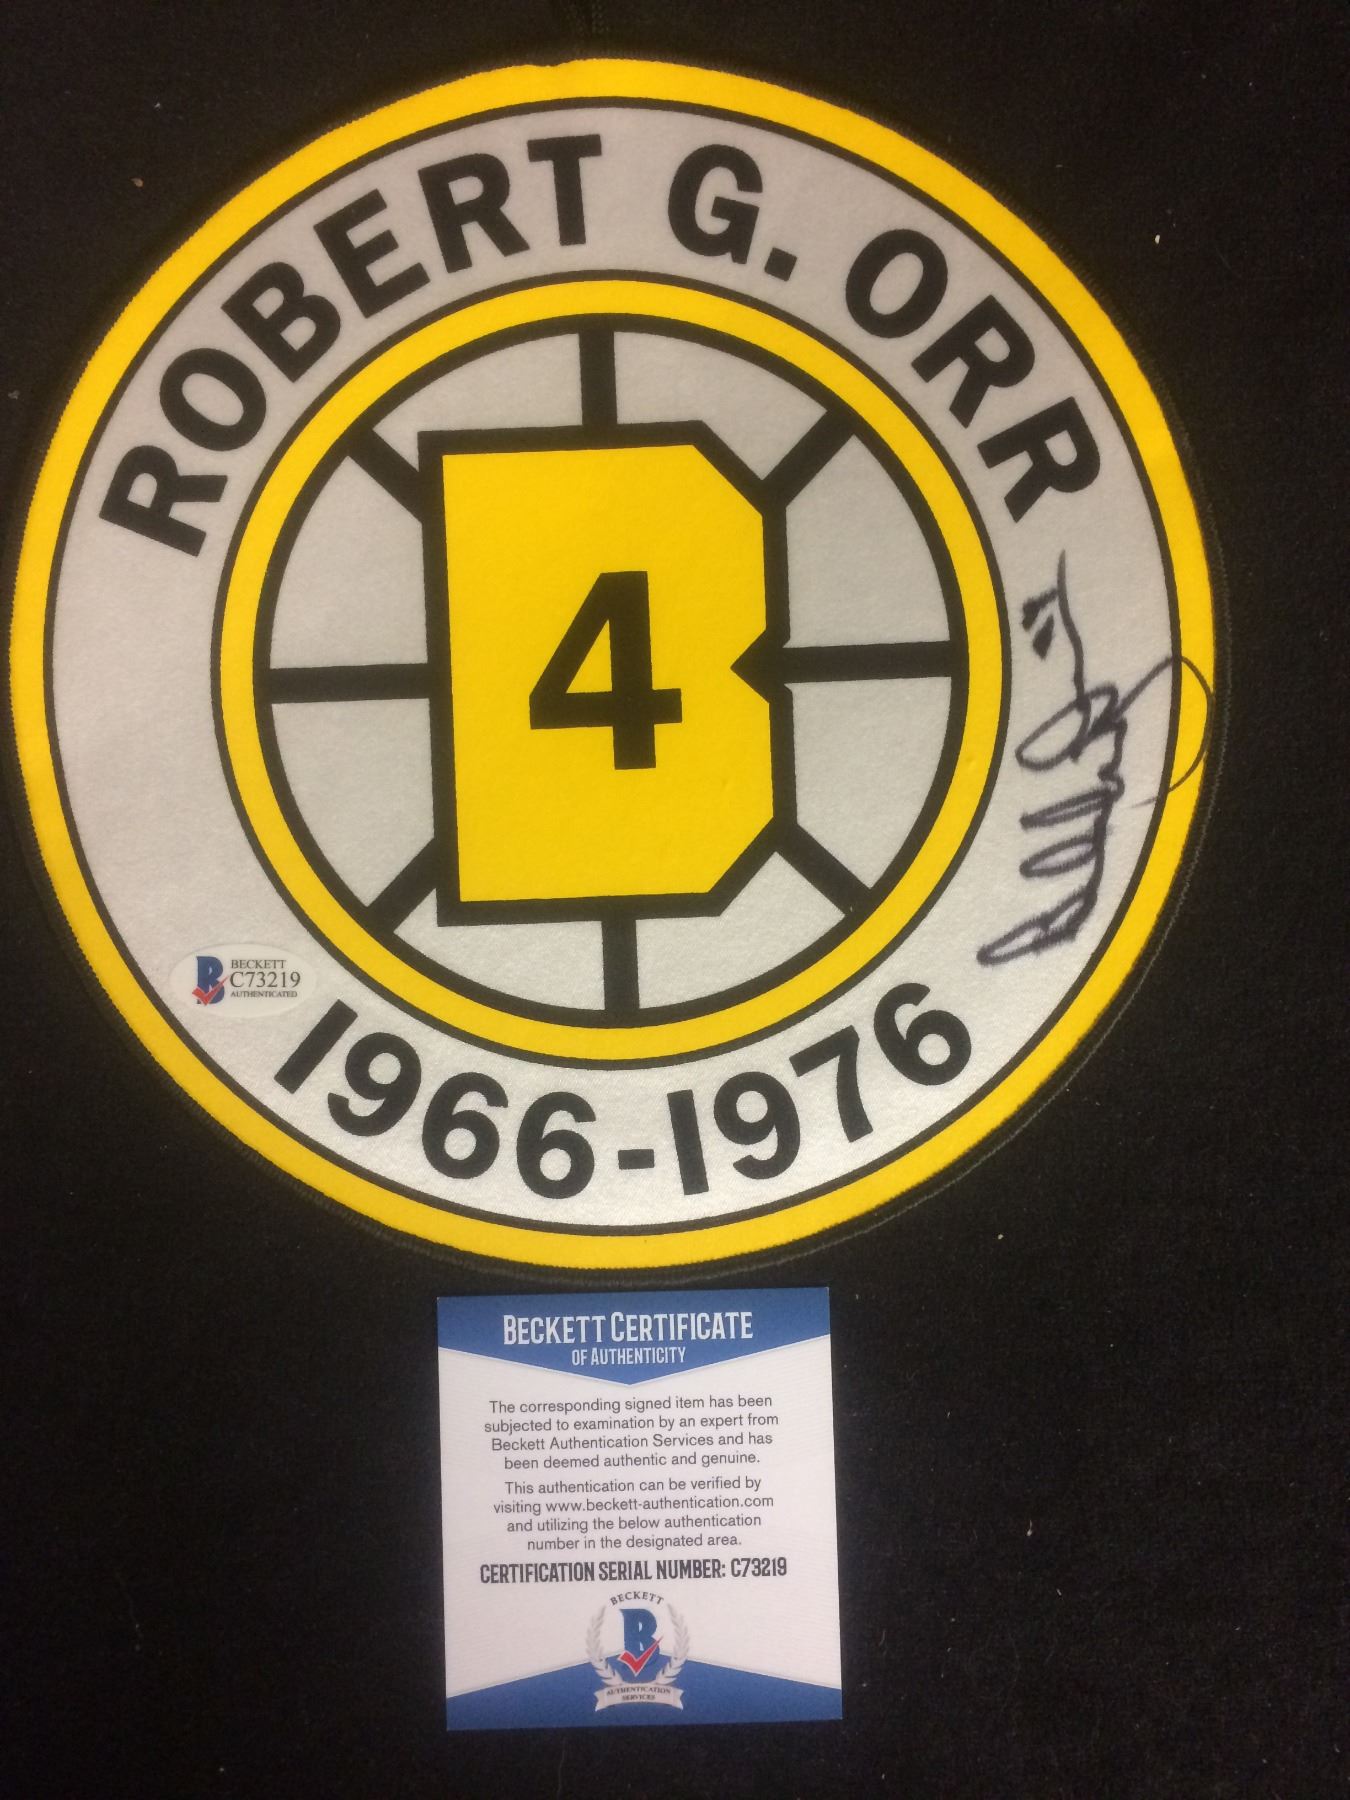 ROBERT G. ORR
B
4
BECKETT
C73219
AUTHENTICATED
1966-1976
BECKETT CERTIFICATE
OF AUTHENTICITY
The corresponding signed item has been
subjected to examination by an expert from
Beckett Authentication Services and has
been deemed authentic and genuine.
This authentication can be verified by
visiting www.beckett-authentication.com
and utilizing the below authentication
number in the designated area.
CERTIFICATION SERIAL NUMBER: C73219
BECKETT
B
AUTHENTICATION
SERVICES